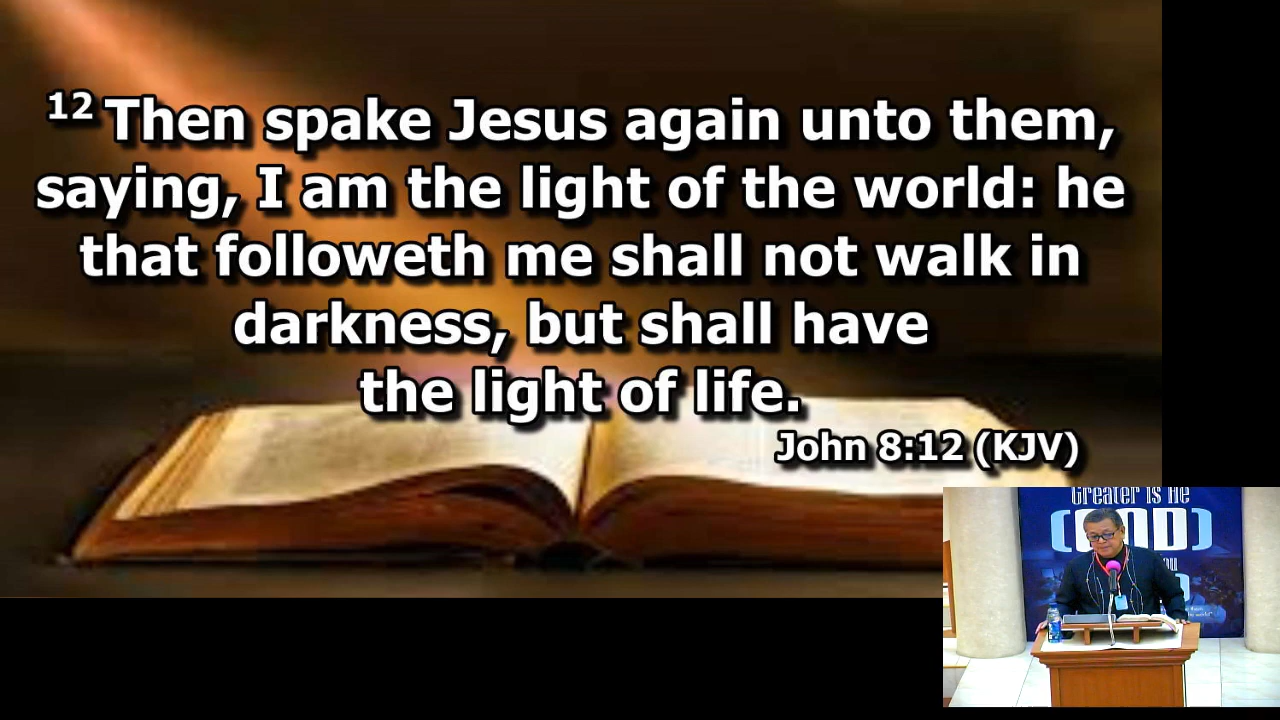 12 Then spake Jesus again unto them,
saying, I am the light of the world: he
that followeth me shall not walk in
darkness, but shall have
the light of life.
John 8:12 (KJV)
Greater is He